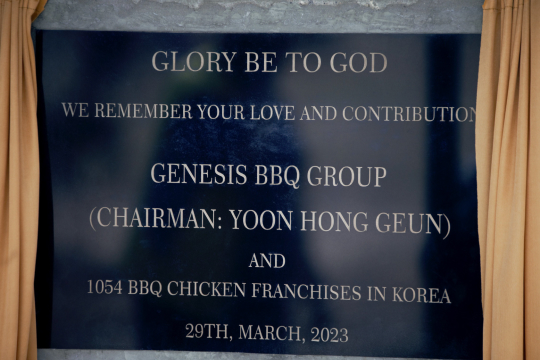 GLORY BE TO GOD
WE REMEMBER YOUR LOVE AND CONTRIBUTION
GENESIS BBQ GROUP
(CHAIRMAN: YOON HONG GEUN)
AND
1054 BBQ CHICKEN FRANCHISES IN KOREA
29TH, MARCH, 2023